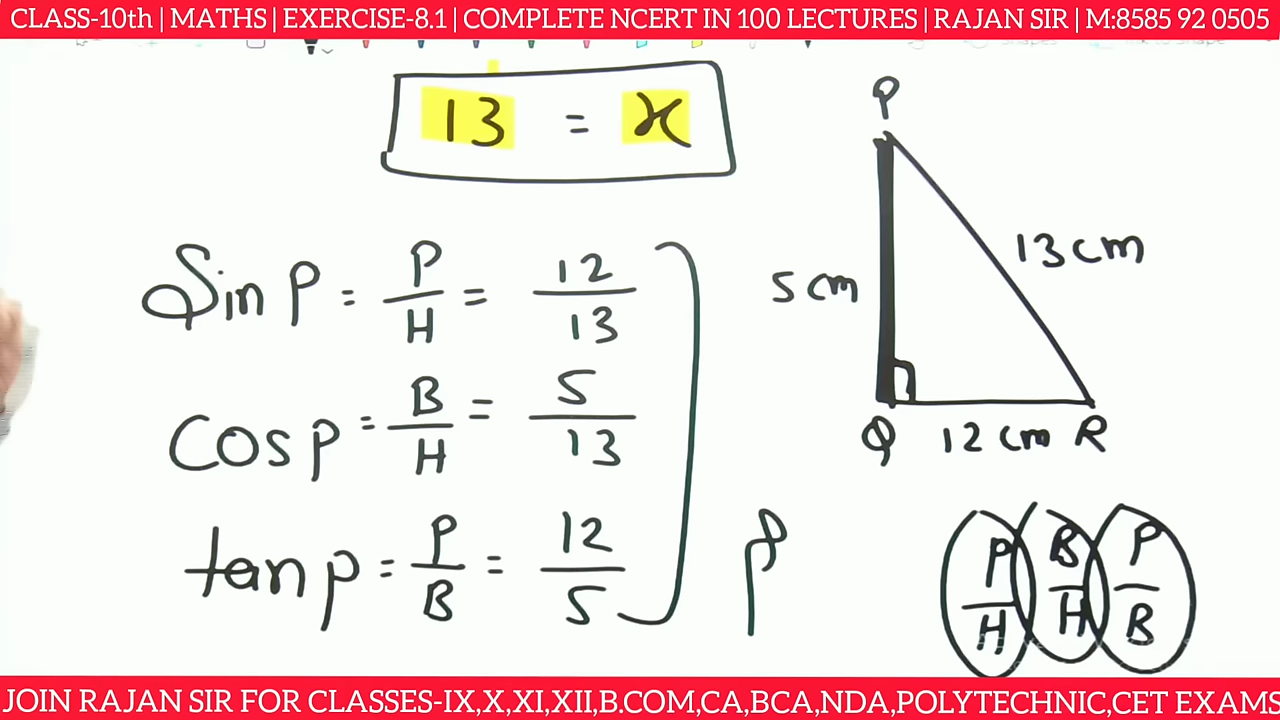 CLASS-10th | MATHS | EXERCISE-8.1 | COMPLETE NCERT IN 100 LECTURES | RAJAN SIR | M:8585 92 0505
13 = x
P
13 cm
5 cm
Q 12 cm R
Sin P = P/H = 12/13
Cos P = B/H = 5/13
tan P = P/B = 12/5
P
P/H B/H P/B
JOIN RAJAN SIR FOR CLASSES-IX,X,XI,XII,B.COM,CA,BCA,NDA,POLYTECHNIC,CET EXAMS